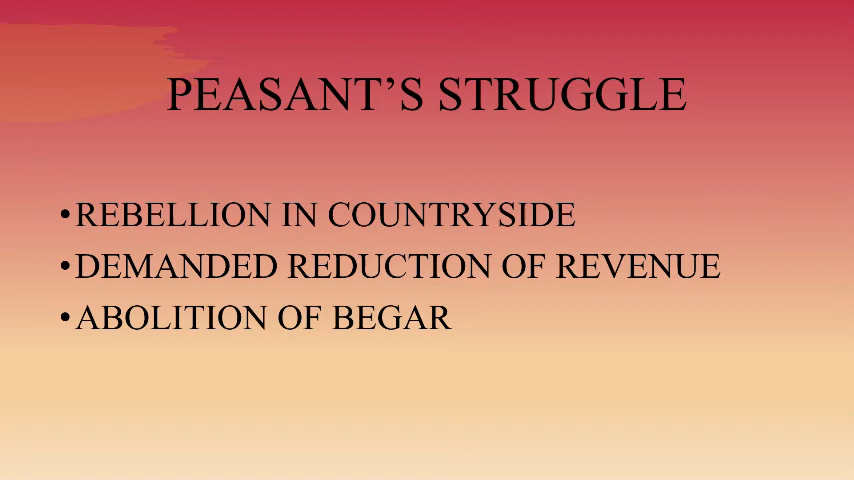 PEASANT’S STRUGGLE
•REBELLION IN COUNTRYSIDE
•DEMANDED REDUCTION OF REVENUE
•ABOLITION OF BEGAR